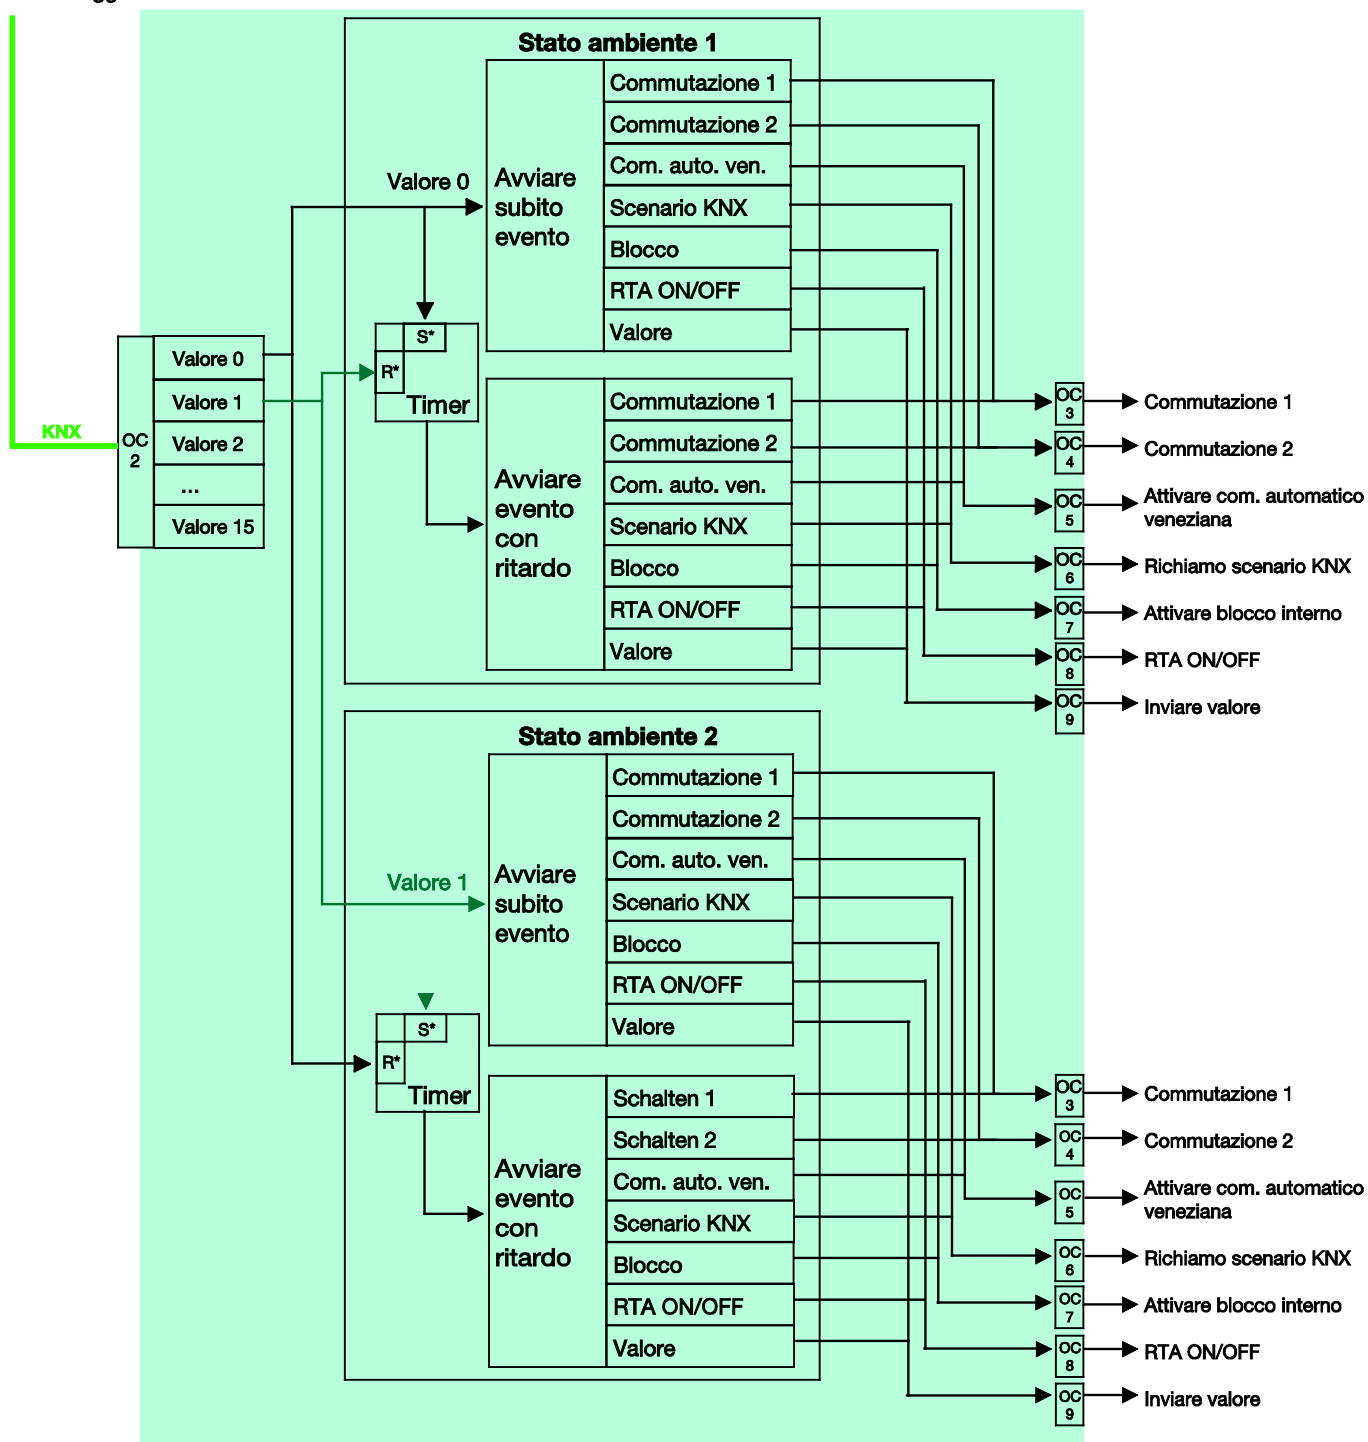 Stato ambiente 1
Commutazione 1
Commutazione 2
Com. auto. ven.
Scenario KNX
Blocco
RTA ON/OFF
Valore
Valore 0
Avviare
subito
evento
S*
R*
Timer
Valore 0
Valore 1
Valore 2
...
Valore 15
KNX
OC
2
Avviare
evento
con
ritardo
Commutazione 1
Commutazione 2
Com. auto. ven.
Scenario KNX
Blocco
RTA ON/OFF
Valore
OC
3
Commutazione 1
OC
4
Commutazione 2
OC
5
Attivare com. automatico
veneziana
OC
6
Richiamo scenario KNX
OC
7
Attivare blocco interno
OC
8
RTA ON/OFF
OC
9
Inviare valore
Stato ambiente 2
Commutazione 1
Commutazione 2
Com. auto. ven.
Scenario KNX
Blocco
RTA ON/OFF
Valore
Valore 1
Avviare
subito
evento
S*
R*
Timer
Avviare
evento
con
ritardo
Schalten 1
Schalten 2
Com. auto. ven.
Scenario KNX
Blocco
RTA ON/OFF
Valore
OC
3
Commutazione 1
OC
4
Commutazione 2
OC
5
Attivare com. automatico
veneziana
OC
6
Richiamo scenario KNX
OC
7
Attivare blocco interno
OC
8
RTA ON/OFF
OC
9
Inviare valore